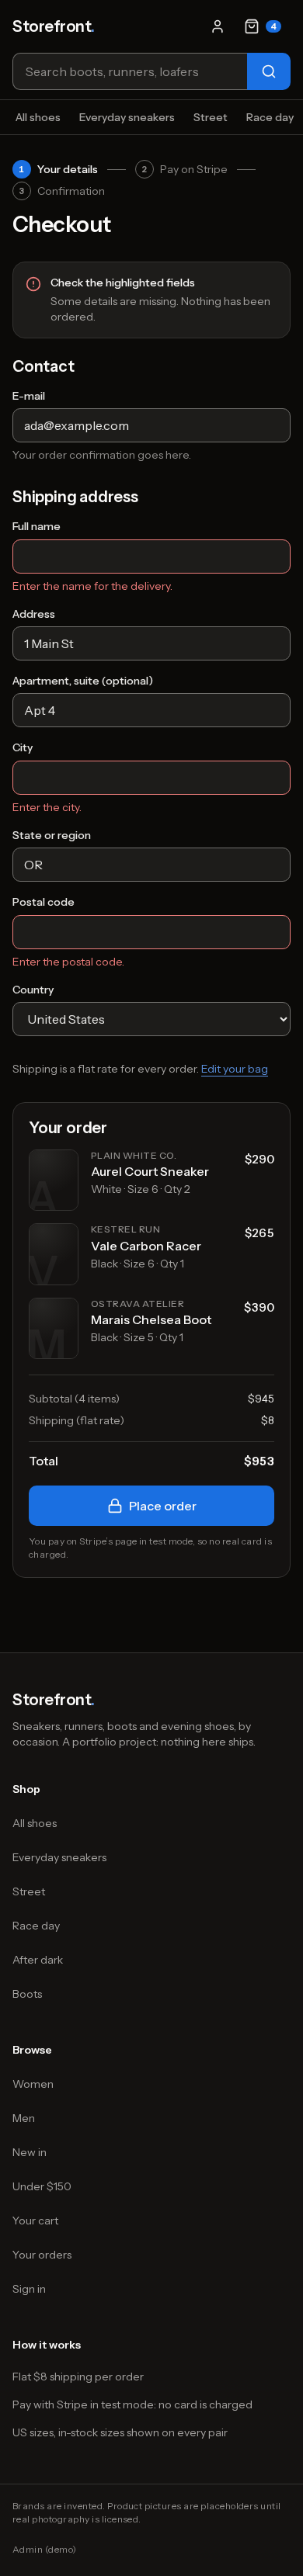 Storefront.
4
Search boots, runners, loafers
All shoes Everyday sneakers Street Race day
1 Your details 2 Pay on Stripe
3 Confirmation
Checkout
Check the highlighted fields
Some details are missing. Nothing has been
ordered.
Contact
E-mail
ada@example.com
Your order confirmation goes here.
Shipping address
Full name
Enter the name for the delivery.
Address
1 Main St
Apartment, suite (optional)
Apt 4
City
Enter the city.
State or region
OR
Postal code
Enter the postal code.
Country
United States
Shipping is a flat rate for every order. Edit your bag
Your order
A
PLAIN WHITE CO.
Aurel Court Sneaker
White · Size 6 · Qty 2
$290
V
KESTREL RUN
Vale Carbon Racer
Black · Size 6 · Qty 1
$265
M
OSTRAVA ATELIER
Marais Chelsea Boot
Black · Size 5 · Qty 1
$390
Subtotal (4 items) $945
Shipping (flat rate) $8
Total $953
Place order
You pay on Stripe's page in test mode, so no real card is
charged.
Storefront.
Sneakers, runners, boots and evening shoes, by
occasion. A portfolio project: nothing here ships.
Shop
All shoes
Everyday sneakers
Street
Race day
After dark
Boots
Browse
Women
Men
New in
Under $150
Your cart
Your orders
Sign in
How it works
Flat $8 shipping per order
Pay with Stripe in test mode: no card is charged
US sizes, in-stock sizes shown on every pair
Brands are invented. Product pictures are placeholders until
real photography is licensed.
Admin (demo)